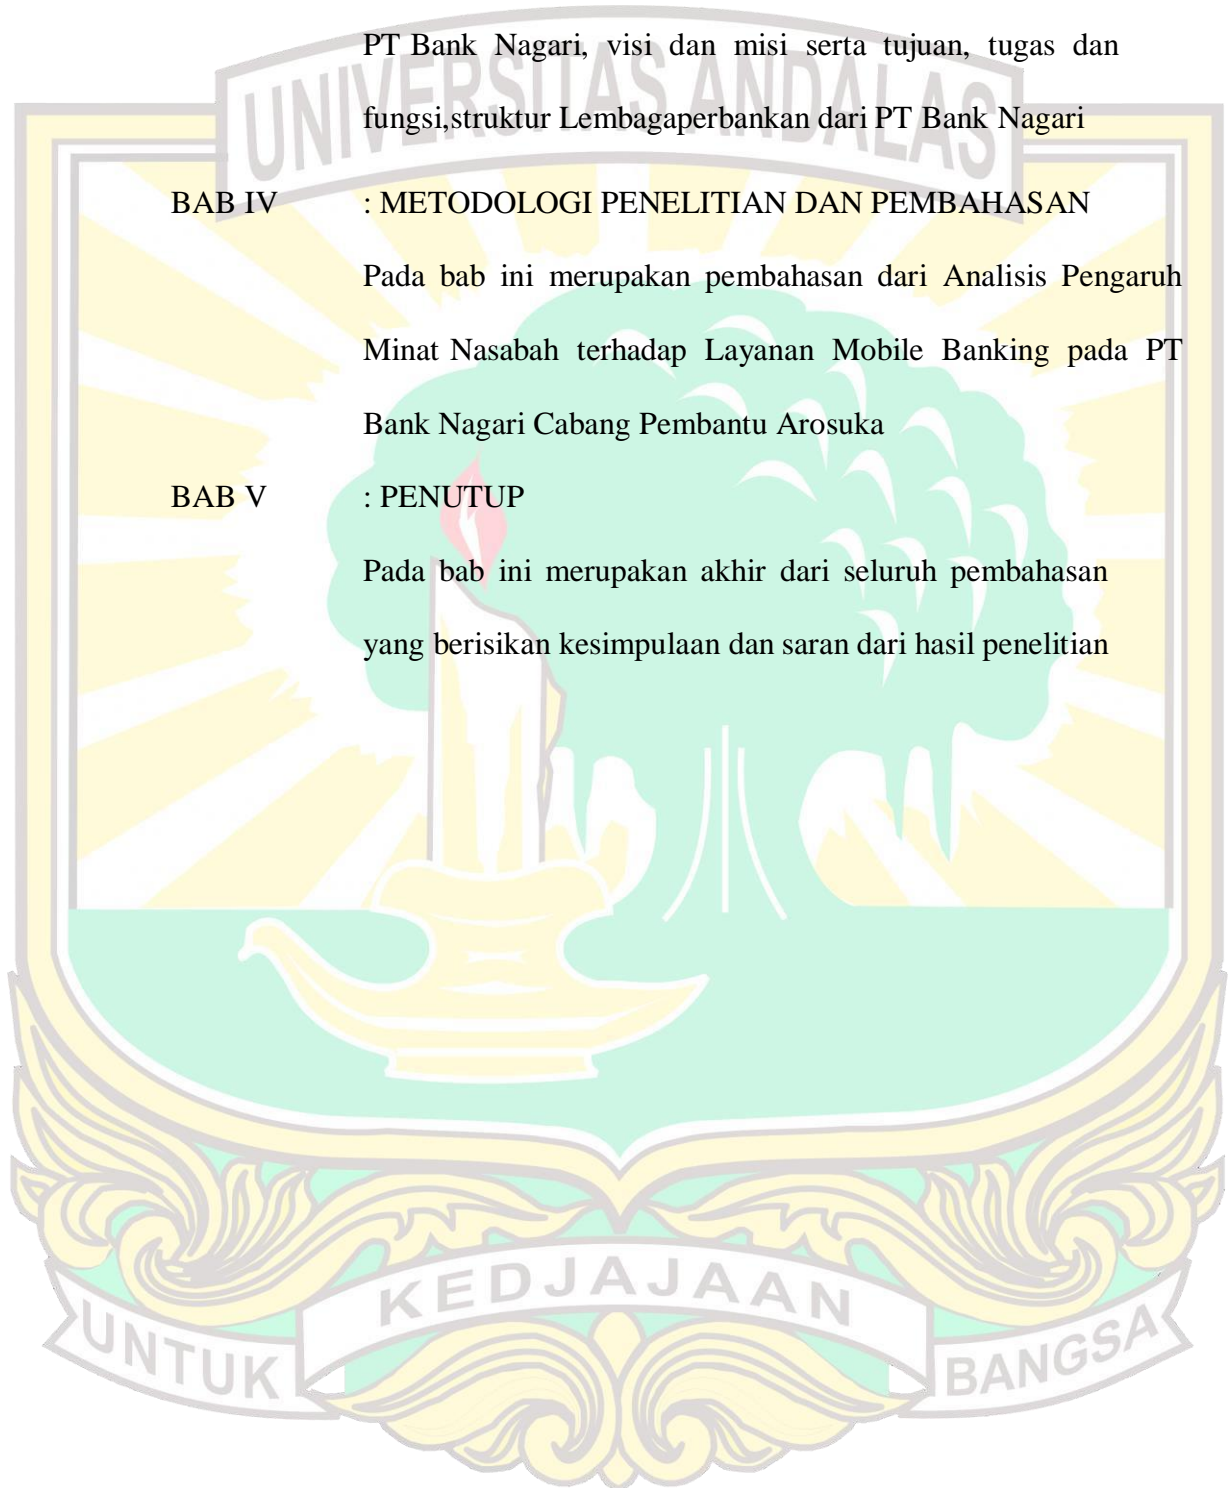 PT Bank Nagari, visi dan misi serta tujuan, tugas dan
UNIVERSITAS ANDALAS
fungsi,struktur Lembagaperbankan dari PT Bank Nagari
BAB IV : METODOLOGI PENELITIAN DAN PEMBAHASAN
Pada bab ini merupakan pembahasan dari Analisis Pengaruh
Minat Nasabah terhadap Layanan Mobile Banking pada PT
Bank Nagari Cabang Pembantu Arosuka
BAB V : PENUTUP
Pada bab ini merupakan akhir dari seluruh pembahasan
yang berisikan kesimpulaan dan saran dari hasil penelitian
UNTUK KEDJAJAAN BANGSA